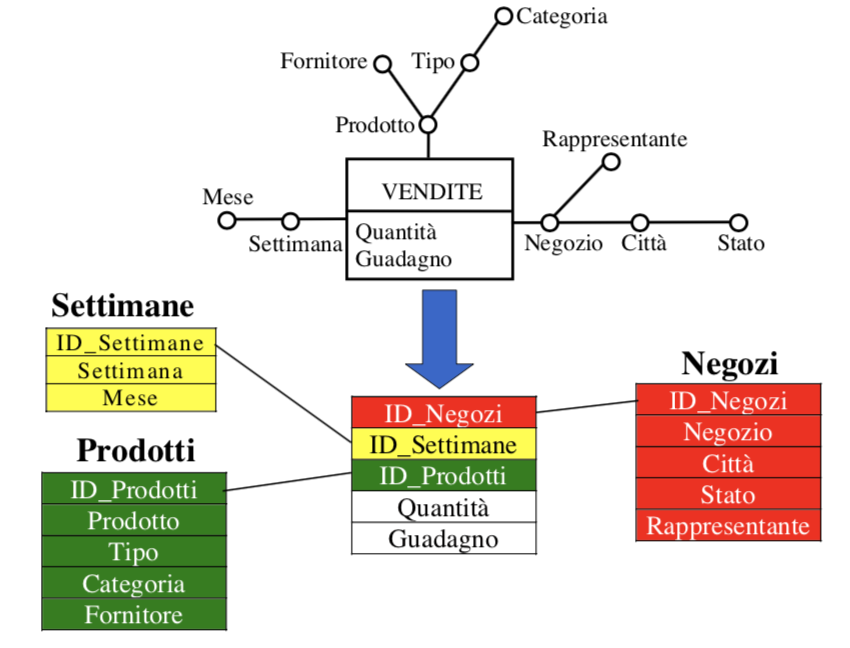 Categoria
Fornitore
Tipo
Prodotto
Rappresentante
VENDITE
Mese
Settimana
Quantità
Guadagno
Negozio
Città
Stato
Settimane
ID_Settimane
Settimana
Mese
Prodotti
ID_Prodotti
Prodotto
Tipo
Categoria
Fornitore
ID_Negozi
ID_Settimane
ID_Prodotti
Quantità
Guadagno
Negozi
ID_Negozi
Negozio
Città
Stato
Rappresentante